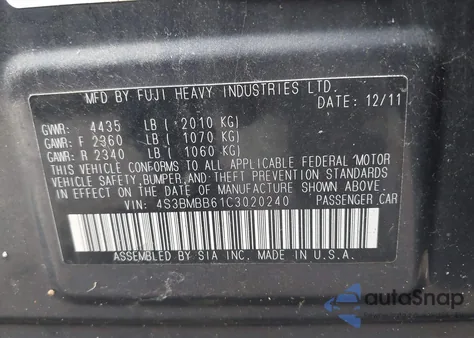 MFD BY FUJI HEAVY INDUSTRIES LTD.
DATE: 12/11
GVWR: 4435 LB ( 2010 KG)
GAWR: F 2360 LB ( 1070 KG)
GAWR: R 2340 LB ( 1060 KG)
THIS VEHICLE CONFORMS TO ALL APPLICABLE FEDERAL MOTOR
VEHICLE SAFETY, BUMPER, AND THEFT PREVENTION STANDARDS
IN EFFECT ON THE DATE OF MANUFACTURE SHOWN ABOVE.
VIN: 4S3BMBB61C3020240 PASSENGER CAR
ASSEMBLED BY SIA INC. MADE IN U.S.A.
autoSnap